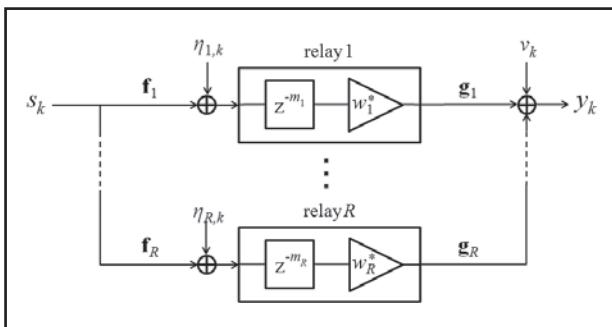 η1,k
relay 1
vk
sk
f1
z-m1
w1*
g1
yk
ηR,k
relay R
fR
z-mR
wR*
gR